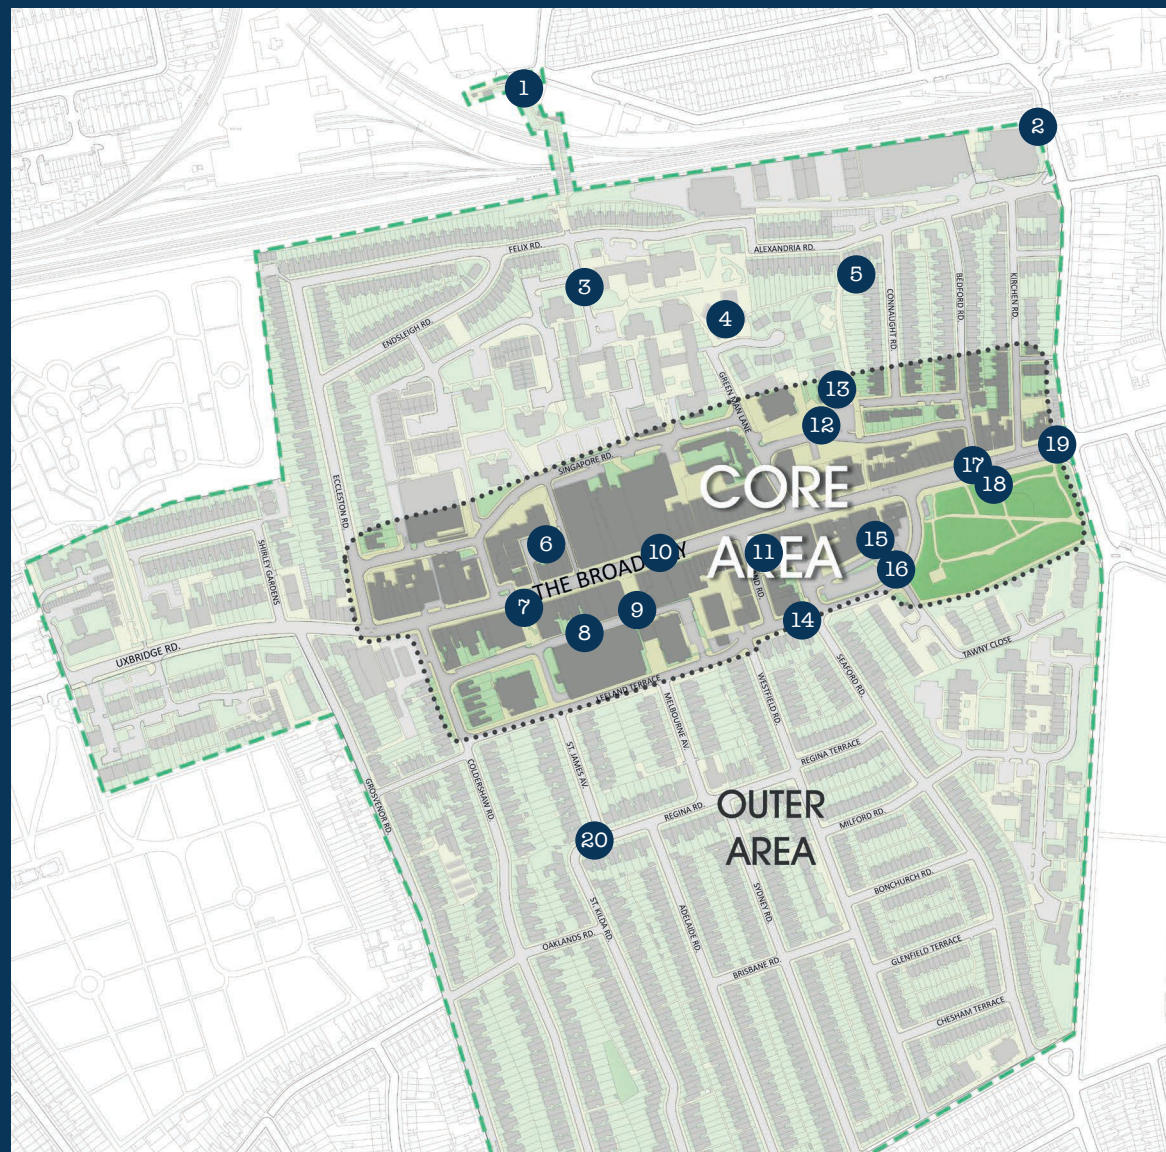 1
2
FELIX RD.
ALEXANDRIA RD.
3
5
4
ENDSLEIGH RD.
CONNAUGHT RD.
BEDFORD RD.
KIRCHEN RD.
GREEN MAN LANE
13
12
SINGAPORE RD.
19
17
18
CORE
AREA
ECCLESTON RD.
SHIRLEY GARDENS
6
10
11
15
16
THE BROAD
7
8
9
14
UXBRIDGE RD.
TAWNY CLOSE
SEAFORD RD.
LEELAND TERRACE
WESTFIELD RD.
MELBOURNE AV.
ST. JAMES AV.
REGINA TERRACE
COLDERSHAW RD.
GROSVENOR RD.
REGINA RD.
OUTER
AREA
MILFORD RD.
20
BONCHURCH RD.
SYDNEY RD.
ST. KILDA RD.
ADELAIDE RD.
OAKLANDS RD.
GLENFIELD TERRACE
BRISBANE RD.
CHESHAM TERRACE